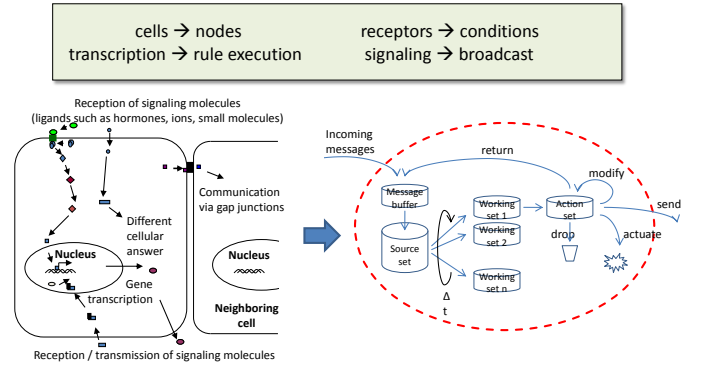 cells → nodes
transcription → rule execution
receptors → conditions
signaling → broadcast
Reception of signaling molecules
(ligands such as hormones, ions, small molecules)
Communication
via gap junctions
Different
cellular
answer
Nucleus
Gene
transcription
Nucleus
Neighboring
cell
Reception / transmission of signaling molecules
Incoming
messages
return
modify
Message
buffer
Working
set 1
Action
set
send
Source
set
Working
set 2
drop
actuate
Working
set n
Δ
t